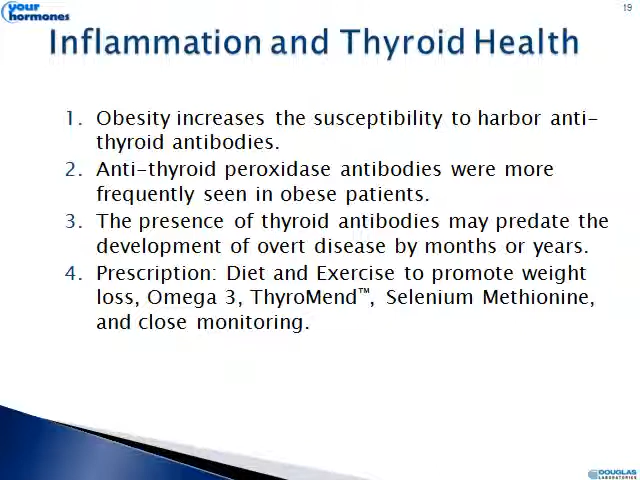 your
hormones
19
Inflammation and Thyroid Health
1. Obesity increases the susceptibility to harbor anti-
thyroid antibodies.
2. Anti-thyroid peroxidase antibodies were more
frequently seen in obese patients.
3. The presence of thyroid antibodies may predate the
development of overt disease by months or years.
4. Prescription: Diet and Exercise to promote weight
loss, Omega 3, ThyroMend™, Selenium Methionine,
and close monitoring.
DOUGLAS
LABORATORIES